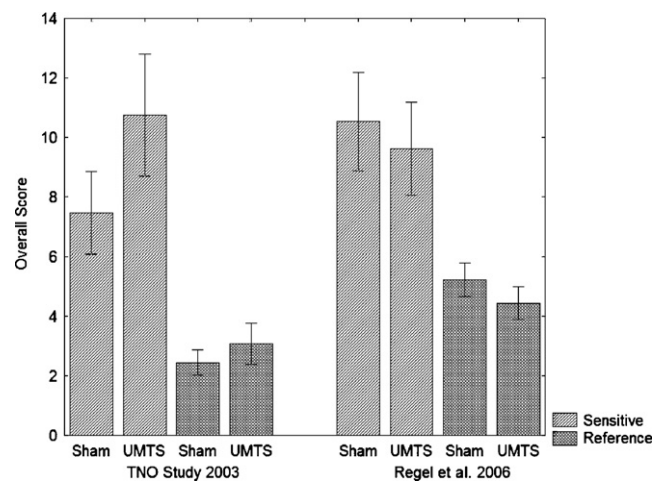 14
12
10
8
6
4
2
0
Overall Score
Sham UMTS Sham UMTS Sham UMTS Sham UMTS
TNO Study 2003 Regel et al. 2006
Sensitive
Reference